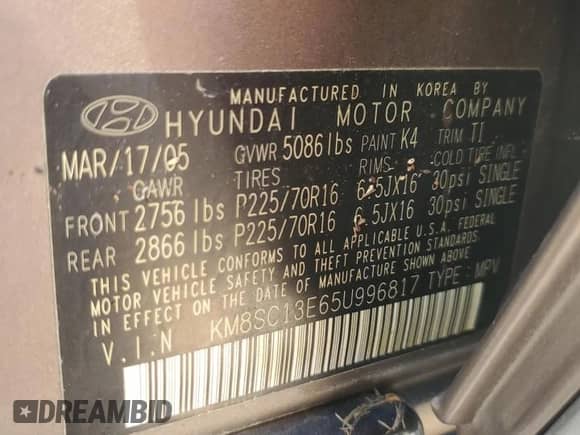 MANUFACTURED IN KOREA BY
HYUNDAI MOTOR COMPANY
MAR/17/05 GVWR 5086 lbs PAINT K4 TRIM TI
GAWR TIRES RIMS COLD TIRE INFL.
FRONT 2756 lbs P225/70R16 6.5JX16 30psi SINGLE
REAR 2866 lbs P225/70R16 6.5JX16 30psi SINGLE
THIS VEHICLE CONFORMS TO ALL APPLICABLE U.S.A. FEDERAL
MOTOR VEHICLE SAFETY AND THEFT PREVENTION STANDARDS
IN EFFECT ON THE DATE OF MANUFACTURE SHOWN ABOVE.
V.I.N KM8SC13E65U996817 TYPE : MPV
DREAMBID